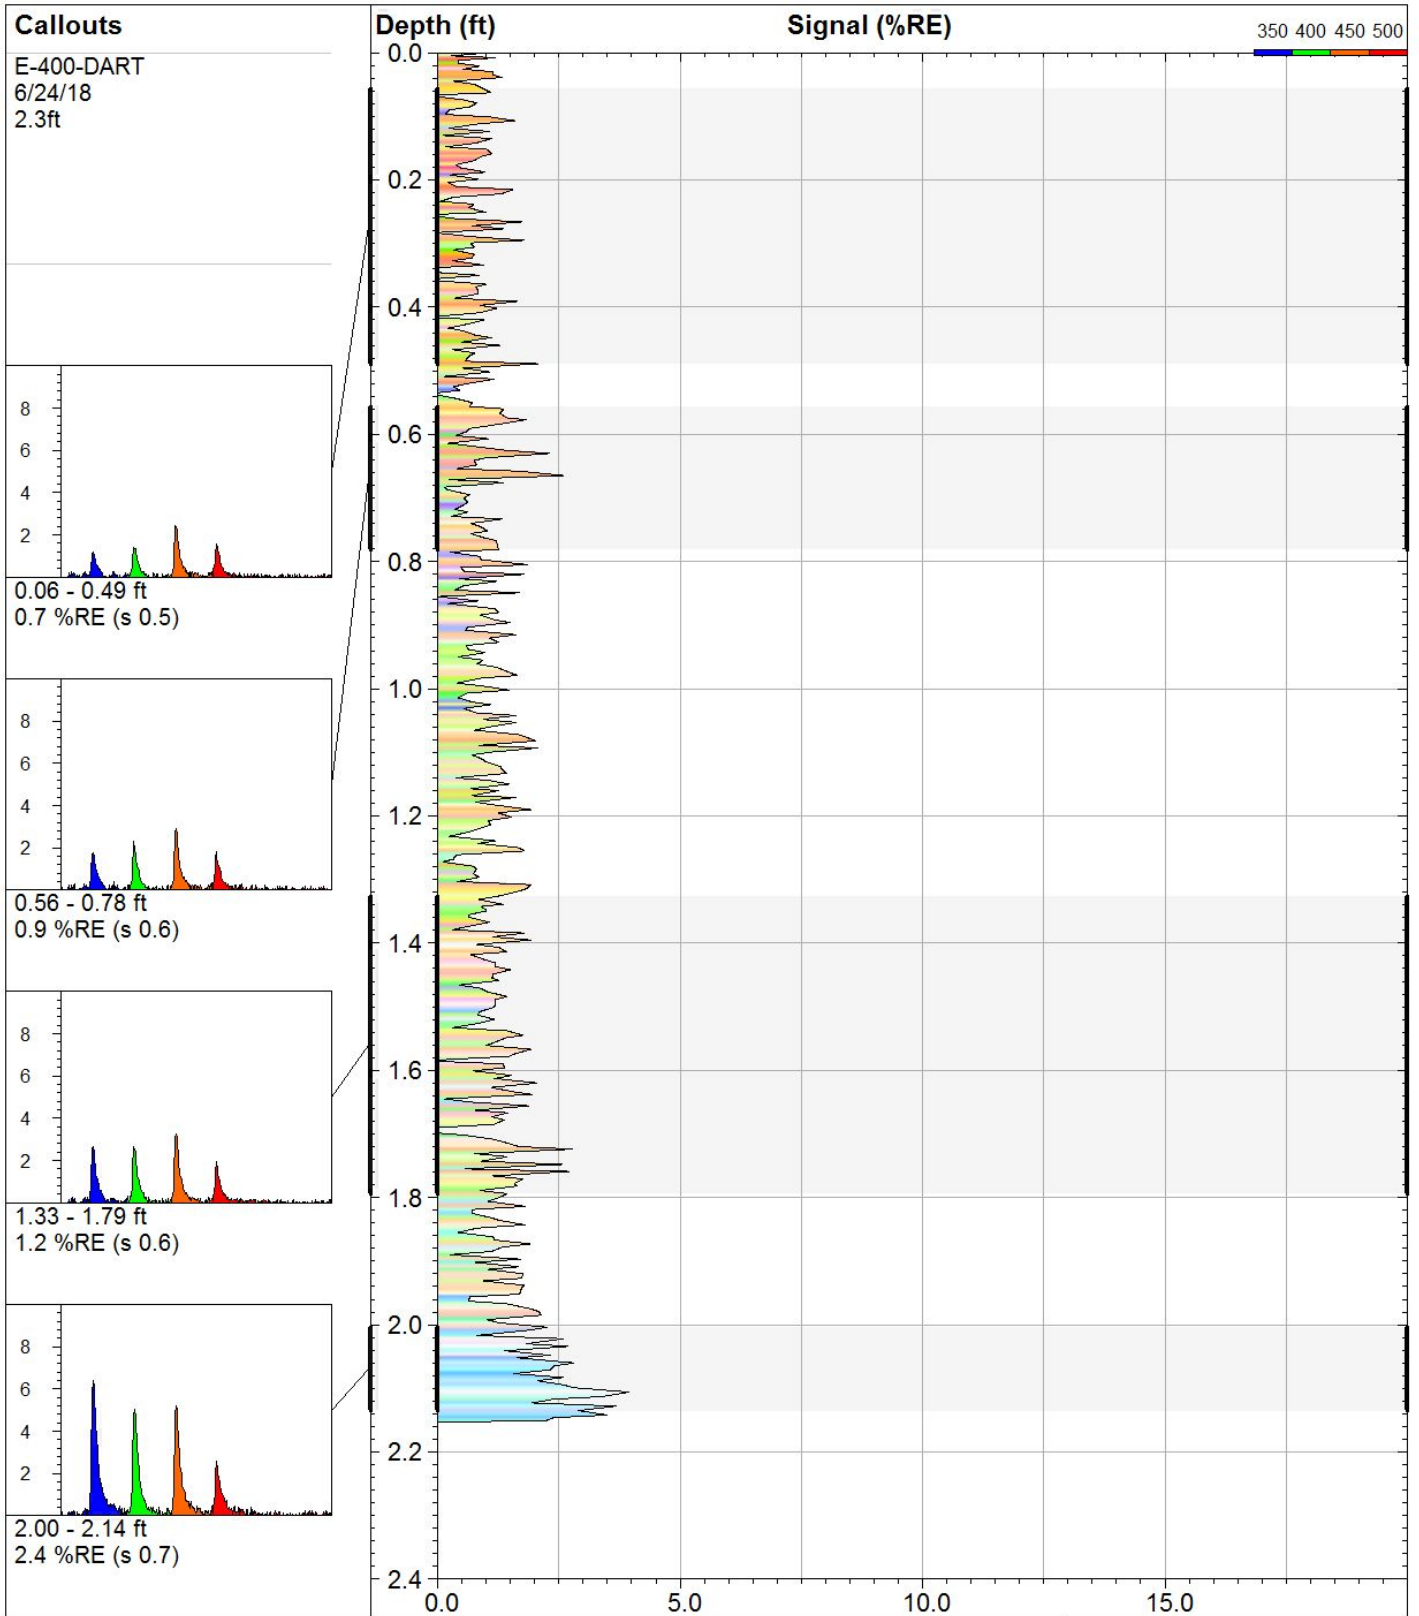 Callouts
E-400-DART
6/24/18
2.3ft
8
6
4
2
0.06 - 0.49 ft
0.7 %RE (s 0.5)
8
6
4
2
0.56 - 0.78 ft
0.9 %RE (s 0.6)
8
6
4
2
1.33 - 1.79 ft
1.2 %RE (s 0.6)
8
6
4
2
2.00 - 2.14 ft
2.4 %RE (s 0.7)
Depth (ft)
Signal (%RE)
350 400 450 500
0.0
0.2
0.4
0.6
0.8
1.0
1.2
1.4
1.6
1.8
2.0
2.2
2.4
0.0 5.0 10.0 15.0